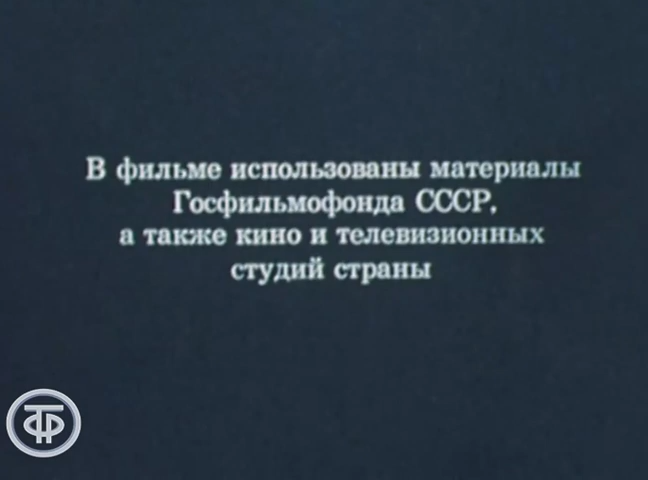 В фильме использованы материалы
Госфильмофонда СССР,
а также кино и телевизионных
студий страны